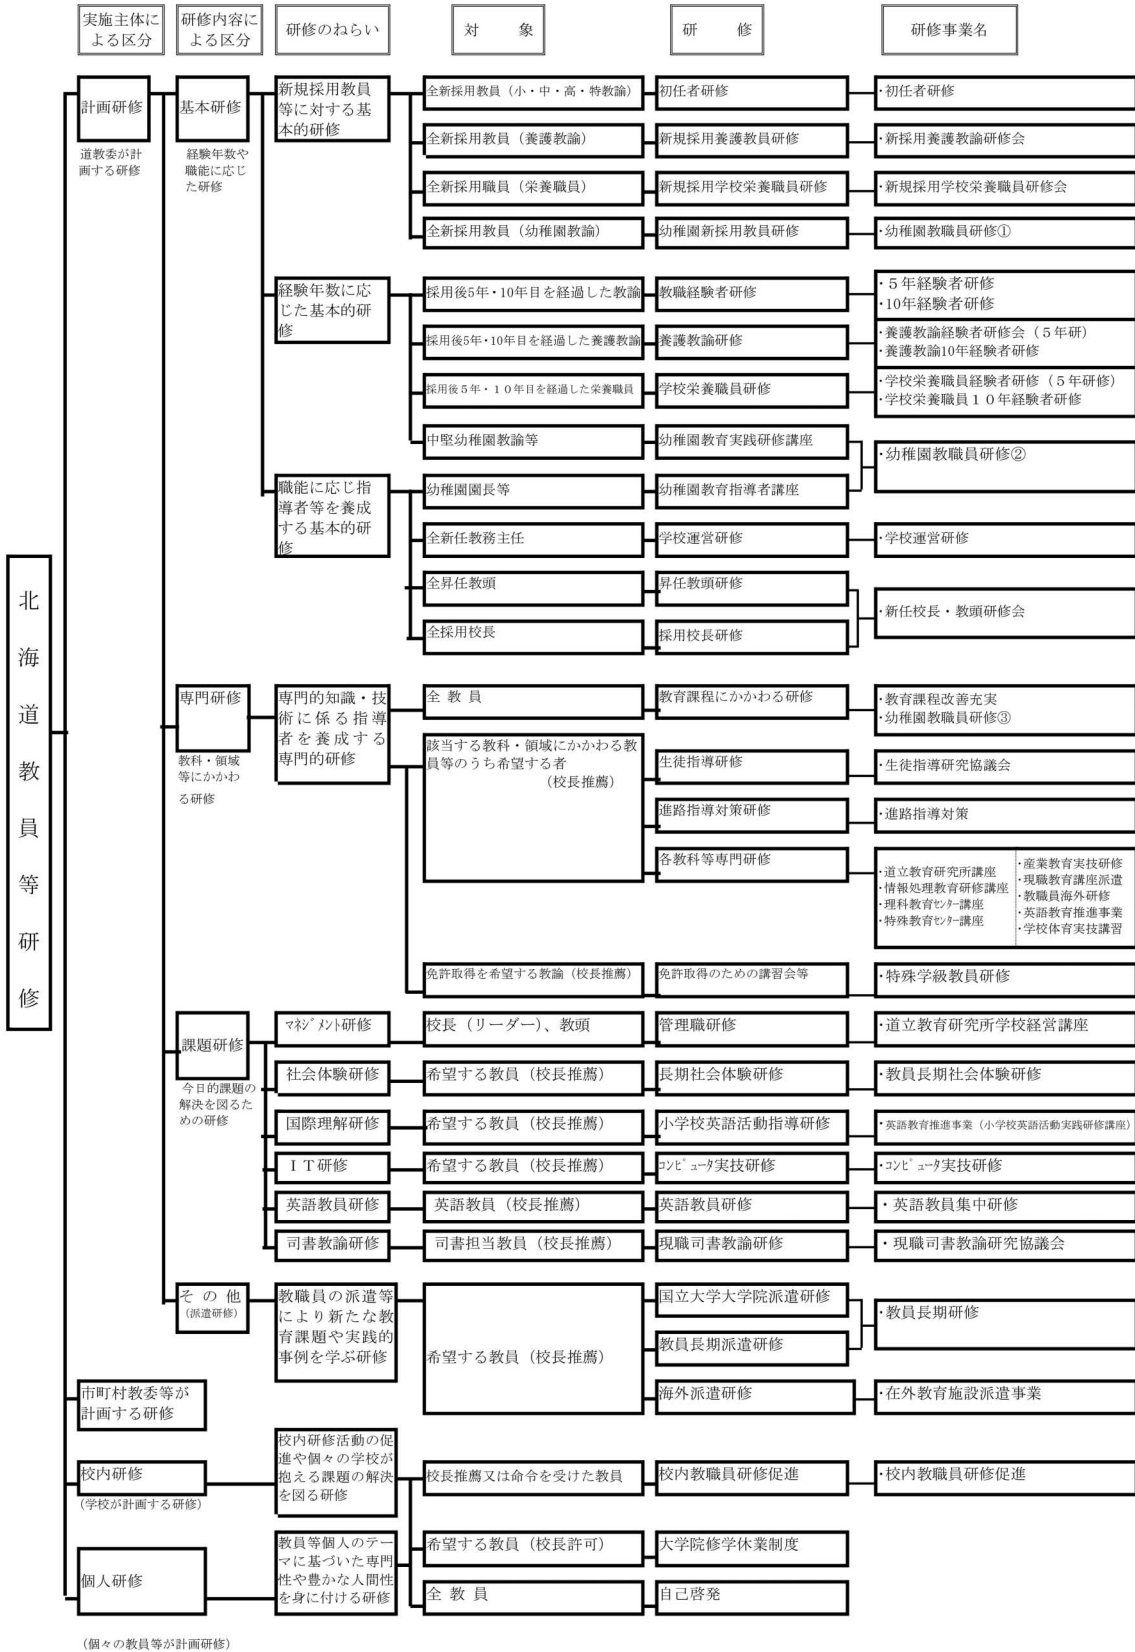 実施主体に
よる区分
研修内容に
よる区分
研修のねらい
対　　象
研　　修
研修事業名
北海道教員等研修
計画研修
道教委が計
画する研修
基本研修
経験年数や
職能に応じ
た研修
新規採用教員
等に対する基
本的研修
全新採用教員（小・中・高・特教諭）
初任者研修
・初任者研修
全新採用教員（養護教諭）
新規採用養護教員研修
・新採用養護教諭研修会
全新採用職員（栄養職員）
新規採用学校栄養職員研修
・新規採用学校栄養職員研修会
全新採用教員（幼稚園教諭）
幼稚園新採用教員研修
・幼稚園教職員研修①
経験年数に応
じた基本的研
修
採用後5年・10年目を経過した教諭
教職経験者研修
・５年経験者研修
・10年経験者研修
採用後5年・10年目を経過した養護教諭
養護教諭研修
・養護教諭経験者研修会（５年研）
・養護教諭10年経験者研修
採用後５年・１０年目を経過した栄養職員
学校栄養職員研修
・学校栄養職員経験者研修（５年研修）
・学校栄養職員１０年経験者研修
中堅幼稚園教諭等
幼稚園教育実践研修講座
・幼稚園教職員研修②
職能に応じ指
導者等を養成
する基本的研
修
幼稚園園長等
幼稚園教育指導者講座
全新任教務主任
学校運営研修
・学校運営研修
全昇任教頭
昇任教頭研修
・新任校長・教頭研修会
全採用校長
採用校長研修
専門研修
教科・領域
等にかかわ
る研修
専門的知識・技
術に係る指導
者を養成する
専門的研修
全 教 員
教育課程にかかわる研修
・教育課程改善充実
・幼稚園教職員研修③
該当する教科・領域にかかわる教
員等のうち希望する者
（校長推薦）
生徒指導研修
・生徒指導研究協議会
進路指導対策研修
・進路指導対策
各教科等専門研修
・道立教育研究所講座
・情報処理教育研修講座
・理科教育ｾﾝﾀｰ講座
・特殊教育ｾﾝﾀｰ講座
・産業教育実技研修
・現職教育講座派遣
・教職員海外研修
・英語教育推進事業
・学校体育実技講習
免許取得を希望する教諭（校長推薦）
免許取得のための講習会等
・特殊学級教員研修
課題研修
今日的課題の
解決を図るた
めの研修
ﾏﾈｼﾞﾒﾝﾄ研修
校長（リーダー）、教頭
管理職研修
・道立教育研究所学校経営講座
社会体験研修
希望する教員（校長推薦）
長期社会体験研修
・教員長期社会体験研修
国際理解研修
希望する教員（校長推薦）
小学校英語活動指導研修
・英語教育推進事業（小学校英語活動実践研修講座）
ＩＴ研修
希望する教員（校長推薦）
ｺﾝﾋﾟｭｰﾀ実技研修
・ｺﾝﾋﾟｭｰﾀ実技研修
英語教員研修
英語教員（校長推薦）
英語教員研修
・英語教員集中研修
司書教諭研修
司書担当教員（校長推薦）
現職司書教諭研修
・現職司書教諭研究協議会
そ の 他
（派遣研修）
教職員の派遣等
により新たな教
育課題や実践的
事例を学ぶ研修
希望する教員（校長推薦）
国立大学大学院派遣研修
教員長期派遣研修
・教員長期研修
海外派遣研修
・在外教育施設派遣事業
市町村教委等が
計画する研修
校内研修
（学校が計画する研修）
校内研修活動の促
進や個々の学校が
抱える課題の解決
を図る研修
校長推薦又は命令を受けた教員
校内教職員研修促進
・校内教職員研修促進
個人研修
（個々の教員等が計画研修）
教員等個人のテー
マに基づいた専門
性や豊かな人間性
を身に付ける研修
希望する教員（校長許可）
大学院修学休業制度
全 教 員
自己啓発